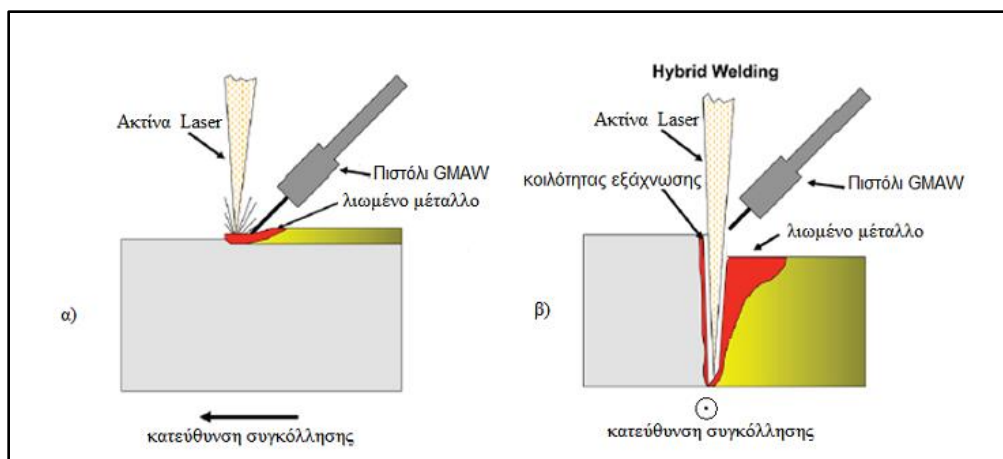 Ακτίνα Laser
Πιστόλι GMAW
λιωμένο μέταλλο
α)
κατεύθυνση συγκόλλησης
Hybrid Welding
Ακτίνα Laser
κοιλότητας εξάχνωσης
Πιστόλι GMAW
λιωμένο μέταλλο
β)
κατεύθυνση συγκόλλησης